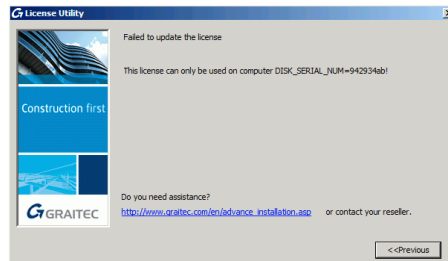 License Utility
Failed to update the license
This license can only be used on computer DISK_SERIAL_NUM=942934ab!
Construction first
GRAITEC
Do you need assistance?
http://www.graitec.com/en/advance_installation.asp or contact your reseller.
<<Previous